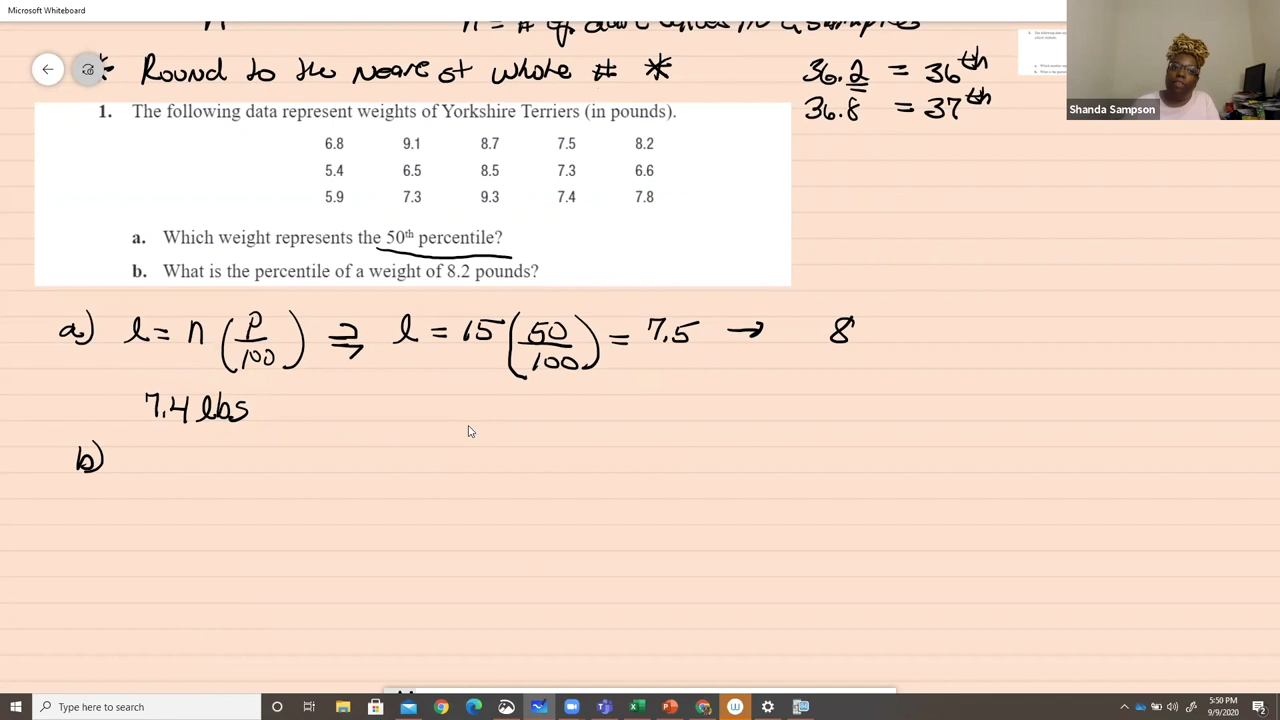 Microsoft Whiteboard
n
n = # of
Round to the Nearest whole # *
36.2 = 36th
36.8 = 37th
Shanda Sampson
1. The following data represent weights of Yorkshire Terriers (in pounds).
6.8 9.1 8.7 7.5 8.2
5.4 6.5 8.5 7.3 6.6
5.9 7.3 9.3 7.4 7.8
a. Which weight represents the 50th percentile?
b. What is the percentile of a weight of 8.2 pounds?
a.) l = n (P/100) ⇒ l = 15 (50/100) = 7.5 → 8
7.4 lbs
b.)
Type here to search
5:50 PM
9/9/2020